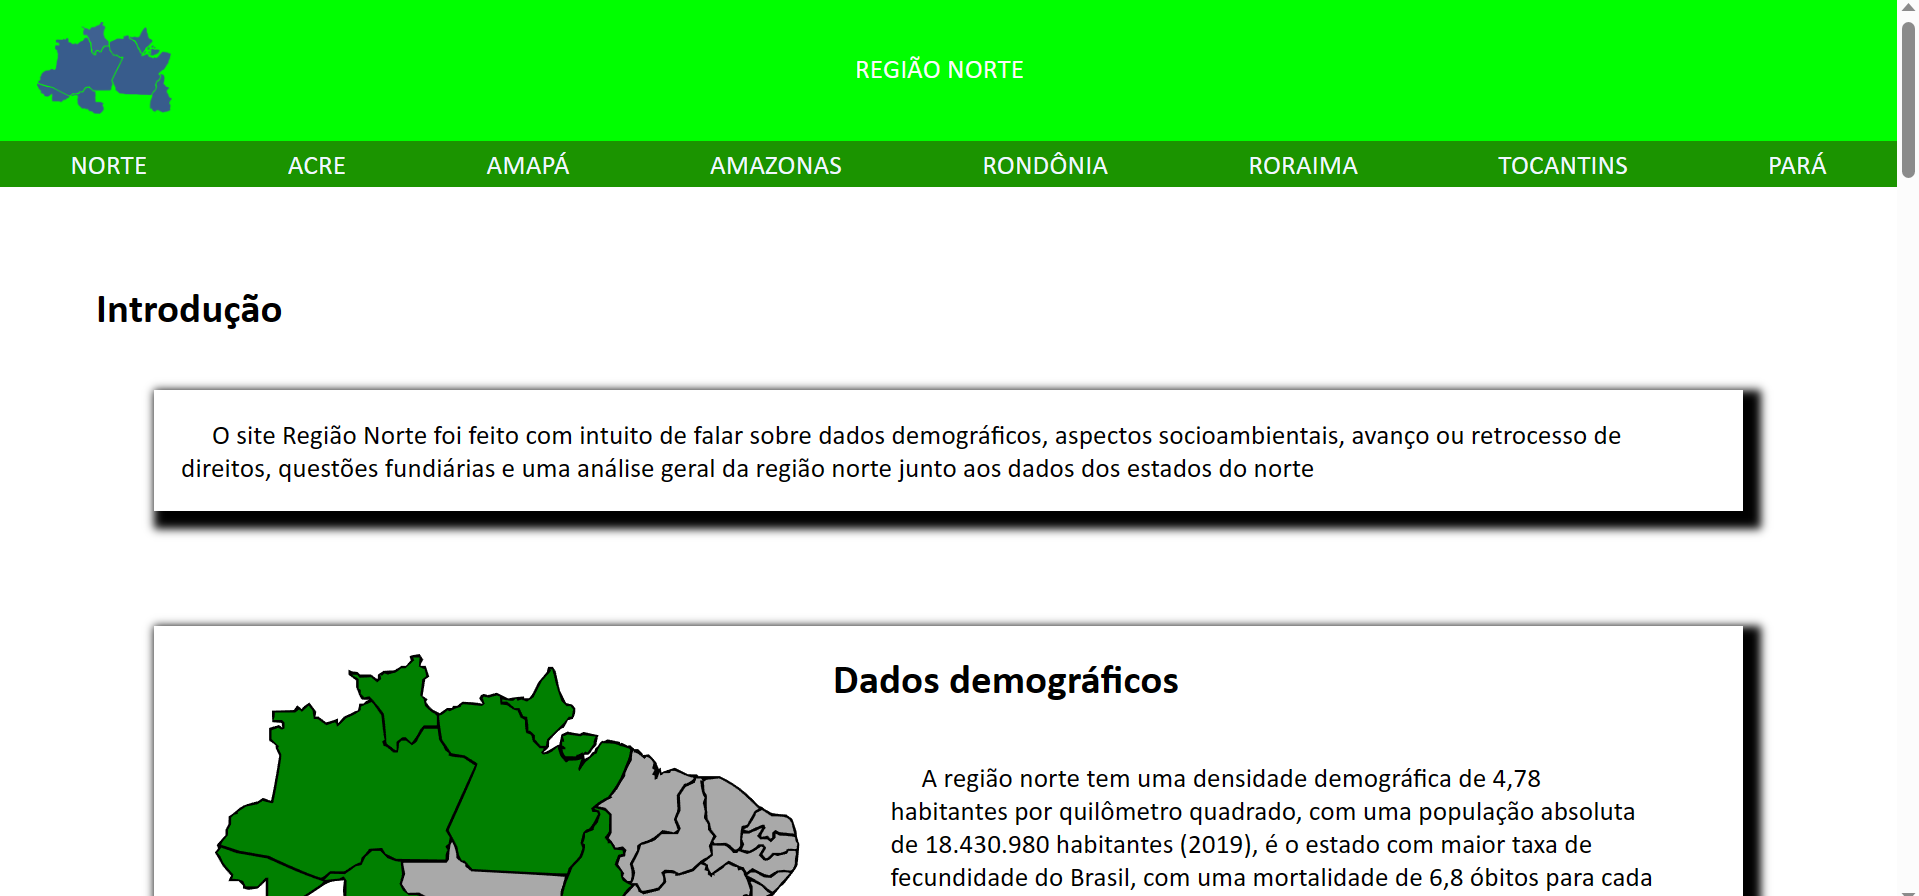 REGIÃO NORTE
NORTE ACRE AMAPÁ AMAZONAS RONDÔNIA RORAIMA TOCANTINS PARÁ
Introdução
O site Região Norte foi feito com intuito de falar sobre dados demográficos, aspectos socioambientais, avanço ou retrocesso de
direitos, questões fundiárias e uma análise geral da região norte junto aos dados dos estados do norte
Dados demográficos
A região norte tem uma densidade demográfica de 4,78
habitantes por quilômetro quadrado, com uma população absoluta
de 18.430.980 habitantes (2019), é o estado com maior taxa de
fecundidade do Brasil, com uma mortalidade de 6,8 óbitos para cada